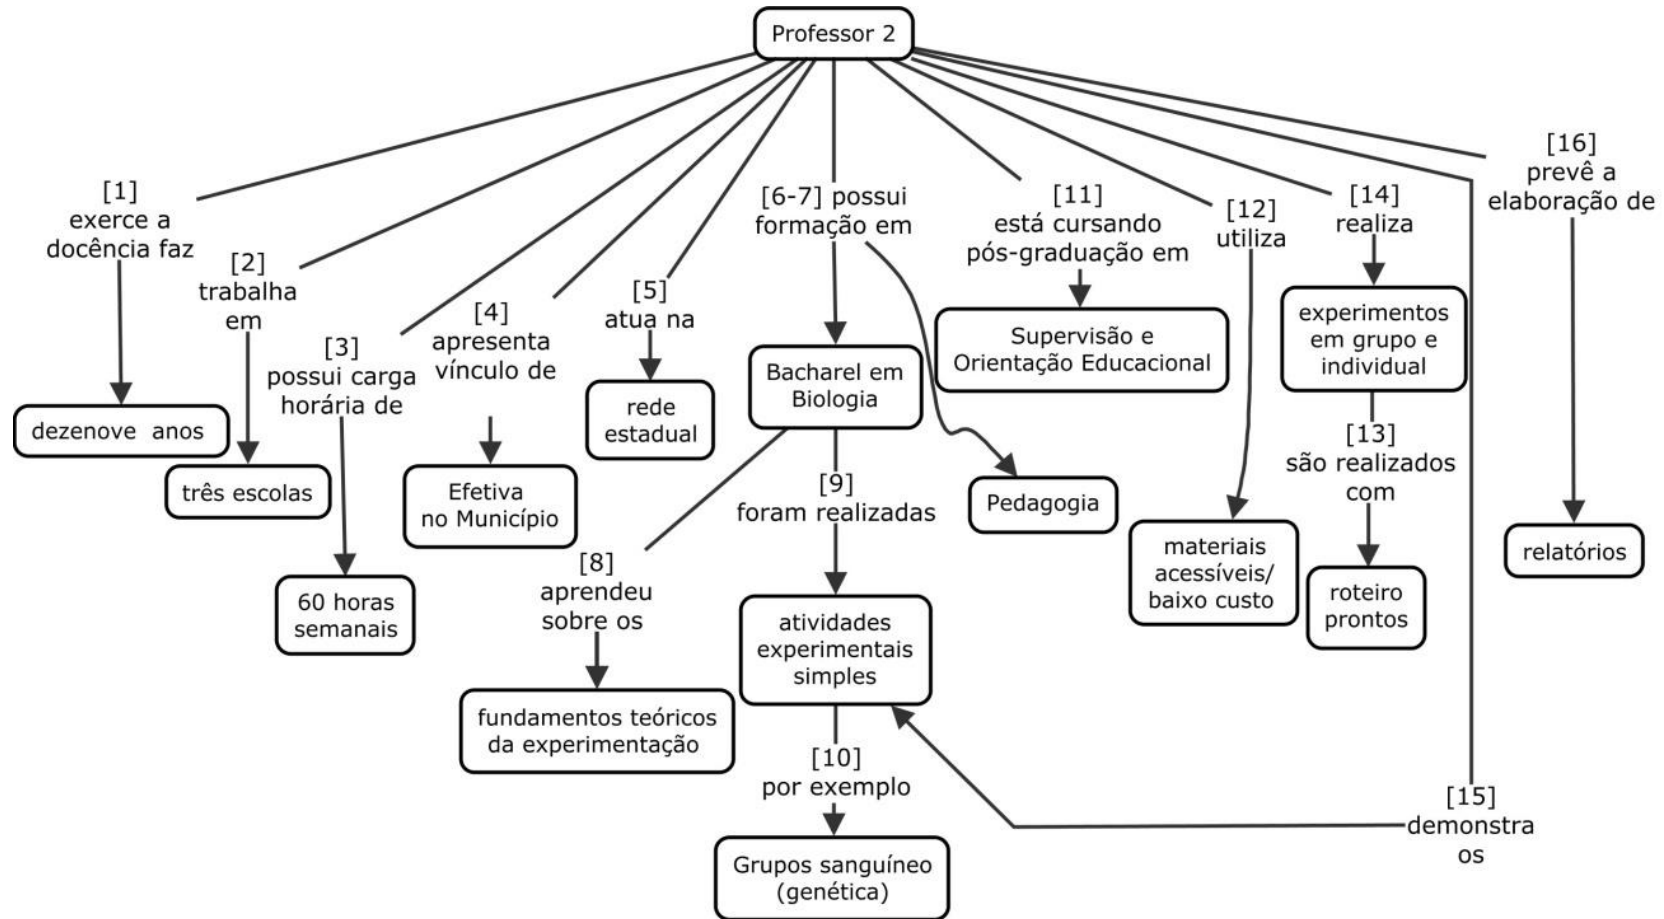 Professor 2
[1]
exerce a
docência faz
dezenove anos
[2]
trabalha
em
três escolas
[3]
possui carga
horária de
60 horas
semanais
[4]
apresenta
vínculo de
Efetiva
no Município
[5]
atua na
rede
estadual
[6-7] possui
formação em
Bacharel em
Biologia
Pedagogia
[8]
aprendeu
sobre os
fundamentos teóricos
da experimentação
[9]
foram realizadas
atividades
experimentais
simples
[10]
por exemplo
Grupos sanguíneo
(genética)
[11]
está cursando
pós-graduação em
Supervisão e
Orientação Educacional
[12]
utiliza
materiais
acessíveis/
baixo custo
[14]
realiza
experimentos
em grupo e
individual
[13]
são realizados
com
roteiro
prontos
[15]
demonstra
os
[16]
prevê a
elaboração de
relatórios